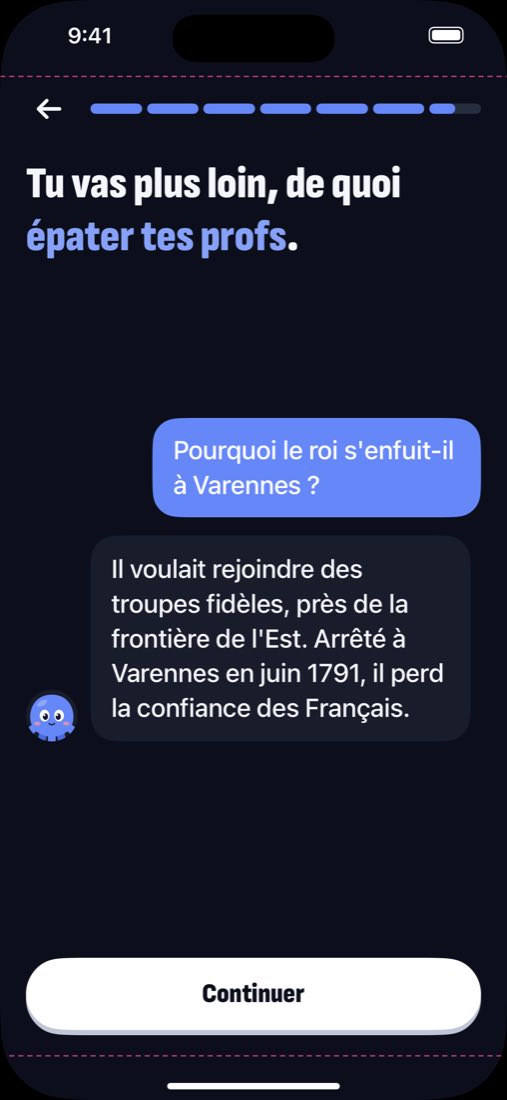 9:41
Tu vas plus loin, de quoi
épater tes profs.
Pourquoi le roi s'enfuit-il
à Varennes ?
Il voulait rejoindre des
troupes fidèles, près de la
frontière de l'Est. Arrêté à
Varennes en juin 1791, il perd
la confiance des Français.
Continuer